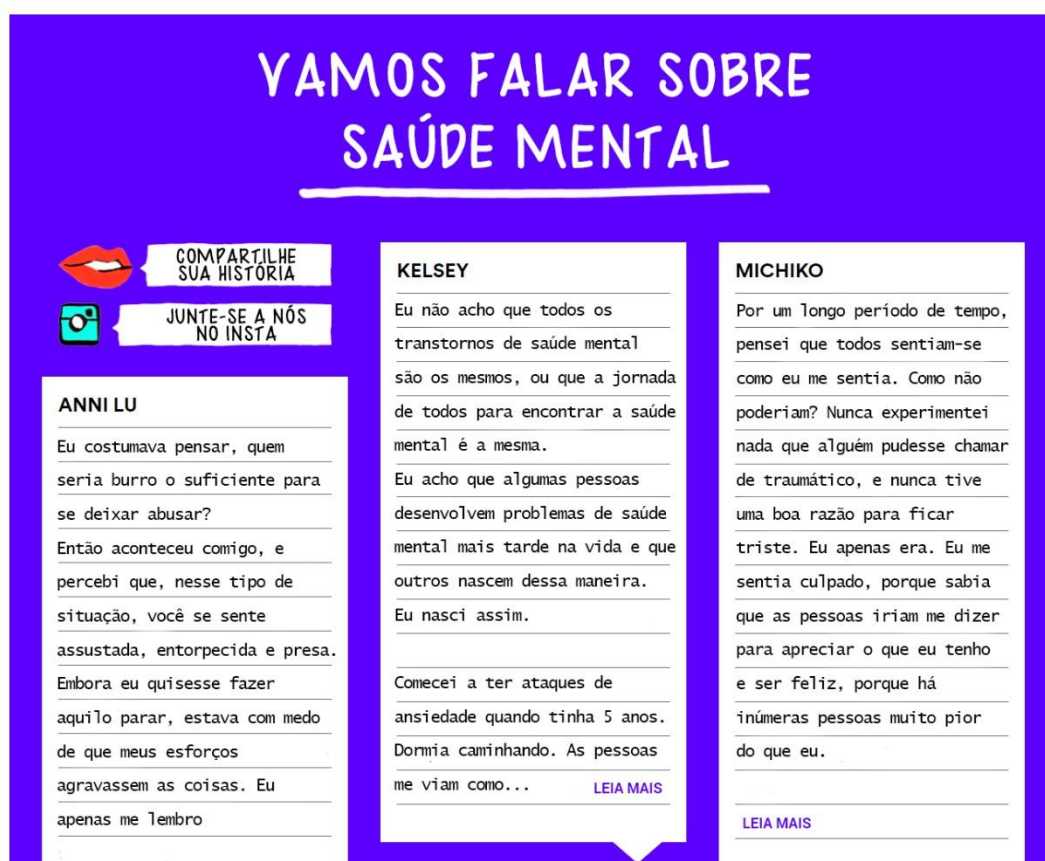 VAMOS FALAR SOBRE
SAÚDE MENTAL
COMPARTILHE
SUA HISTÓRIA
JUNTE-SE A NÓS
NO INSTA
ANNI LU
Eu costumava pensar, quem
seria burro o suficiente para
se deixar abusar?
Então aconteceu comigo, e
percebi que, nesse tipo de
situação, você se sente
assustada, entorpecida e presa.
Embora eu quisesse fazer
aquilo parar, estava com medo
de que meus esforços
agravassem as coisas. Eu
apenas me lembro
KELSEY
Eu não acho que todos os
transtornos de saúde mental
são os mesmos, ou que a jornada
de todos para encontrar a saúde
mental é a mesma.
Eu acho que algumas pessoas
desenvolvem problemas de saúde
mental mais tarde na vida e que
outros nascem dessa maneira.
Eu nasci assim.
Comecei a ter ataques de
ansiedade quando tinha 5 anos.
Dormia caminhando. As pessoas
me viam como... LEIA MAIS
MICHIKO
Por um longo período de tempo,
pensei que todos sentiam-se
como eu me sentia. Como não
poderiam? Nunca experimentei
nada que alguém pudesse chamar
de traumático, e nunca tive
uma boa razão para ficar
triste. Eu apenas era. Eu me
sentia culpado, porque sabia
que as pessoas iriam me dizer
para apreciar o que eu tenho
e ser feliz, porque há
inúmeras pessoas muito pior
do que eu.
LEIA MAIS